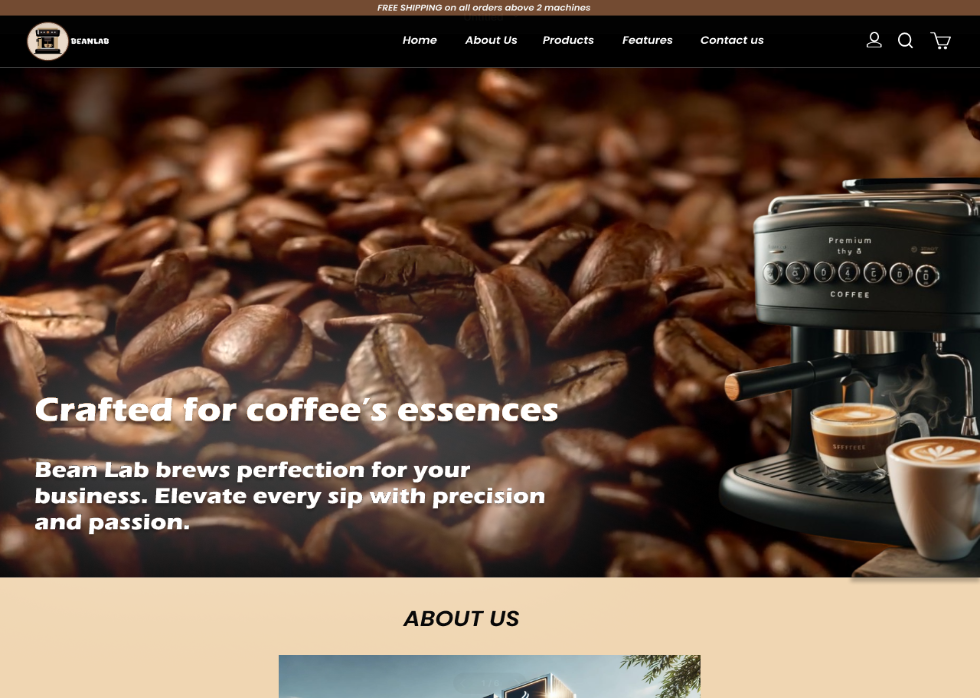 FREE SHIPPING on all orders above 2 machines
BEANLAB
Home
About Us
Products
Features
Contact us
Premium
thy
COFFEE
Crafted for coffee's essences
Bean Lab brews perfection for your
business. Elevate every sip with precision
and passion.
ABOUT US